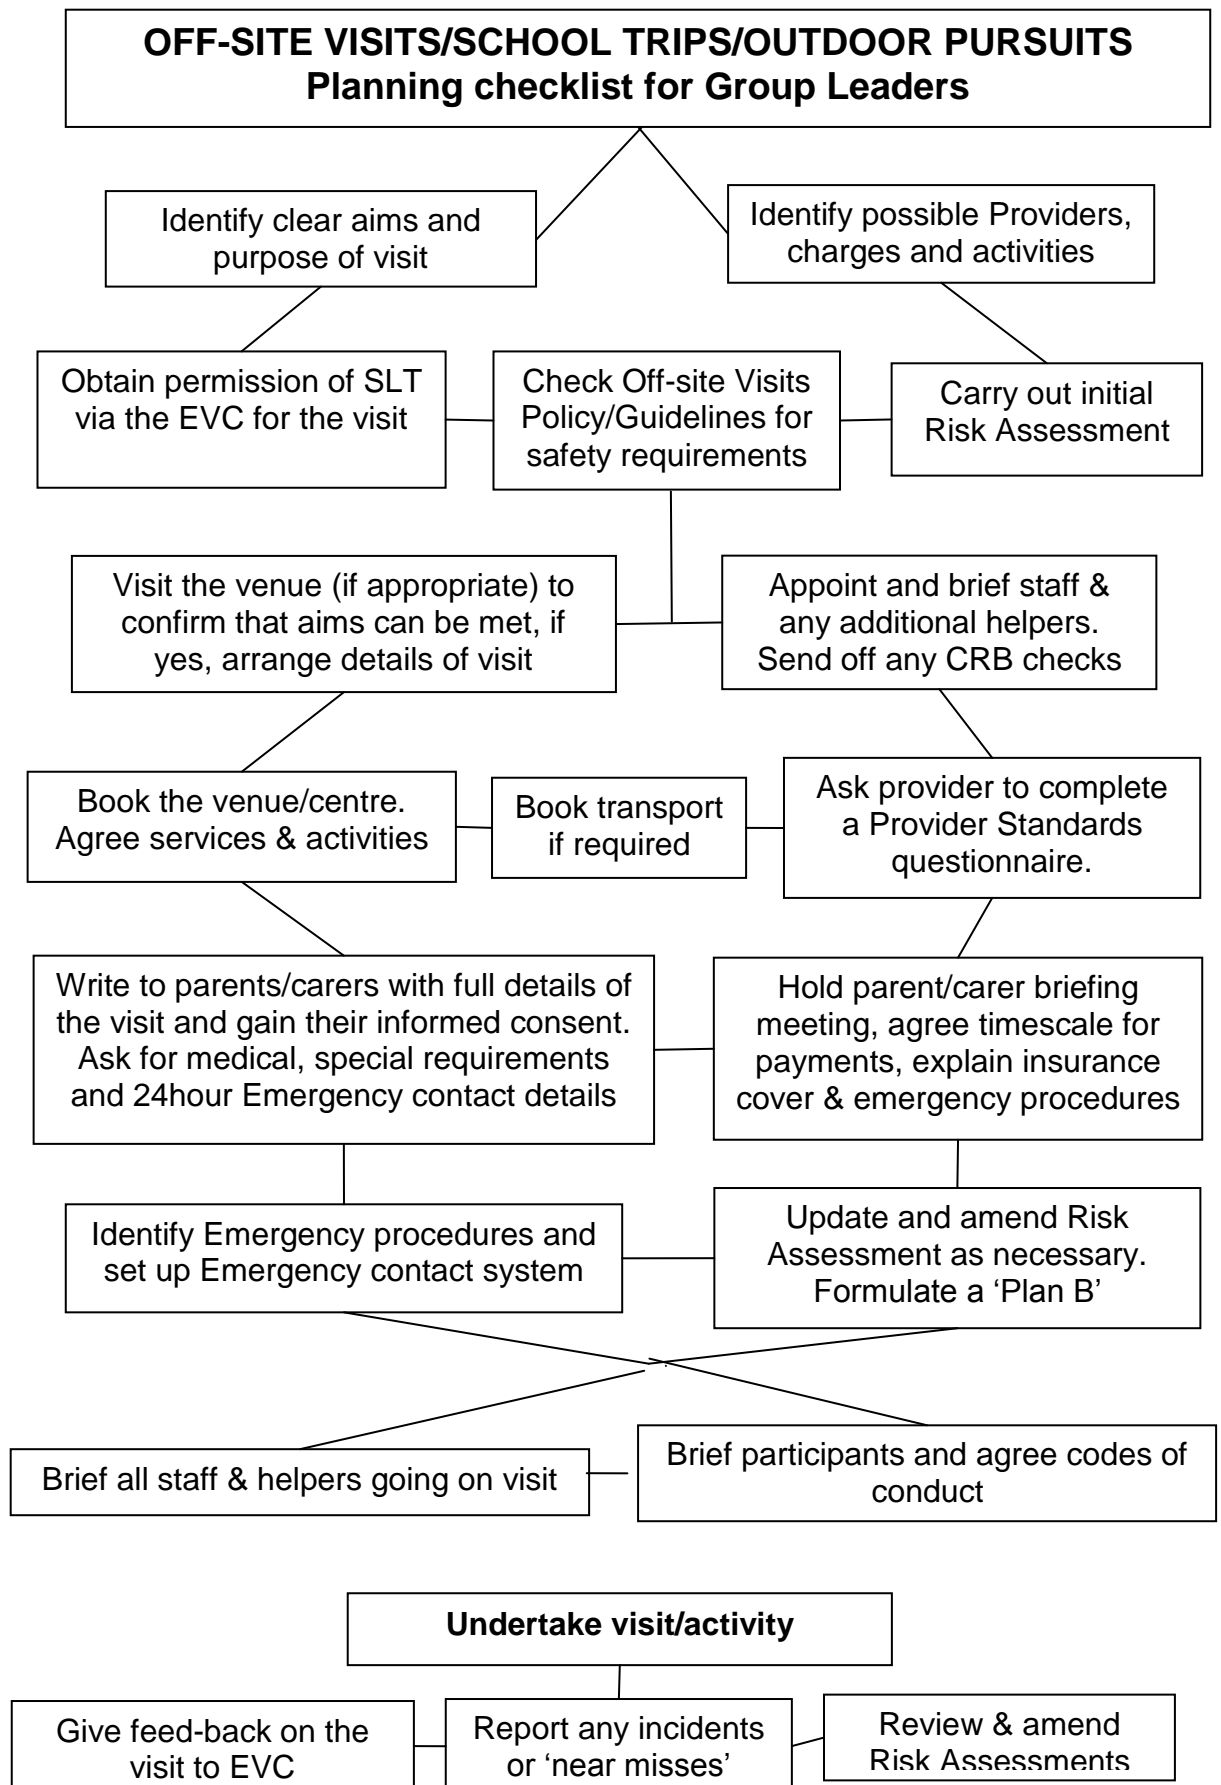 OFF-SITE VISITS/SCHOOL TRIPS/OUTDOOR PURSUITS
Planning checklist for Group Leaders
Identify clear aims and
purpose of visit
Identify possible Providers,
charges and activities
Obtain permission of SLT
via the EVC for the visit
Check Off-site Visits
Policy/Guidelines for
safety requirements
Carry out initial
Risk Assessment
Visit the venue (if appropriate) to
confirm that aims can be met, if
yes, arrange details of visit
Appoint and brief staff &
any additional helpers.
Send off any CRB checks
Book the venue/centre.
Agree services & activities
Book transport
if required
Ask provider to complete
a Provider Standards
questionnaire.
Write to parents/carers with full details of
the visit and gain their informed consent.
Ask for medical, special requirements
and 24hour Emergency contact details
Hold parent/carer briefing
meeting, agree timescale for
payments, explain insurance
cover & emergency procedures
Identify Emergency procedures and
set up Emergency contact system
Update and amend Risk
Assessment as necessary.
Formulate a ‘Plan B’
Brief all staff & helpers going on visit
Brief participants and agree codes of
conduct
Undertake visit/activity
Give feed-back on the
visit to EVC
Report any incidents
or ‘near misses’
Review & amend
Risk Assessments